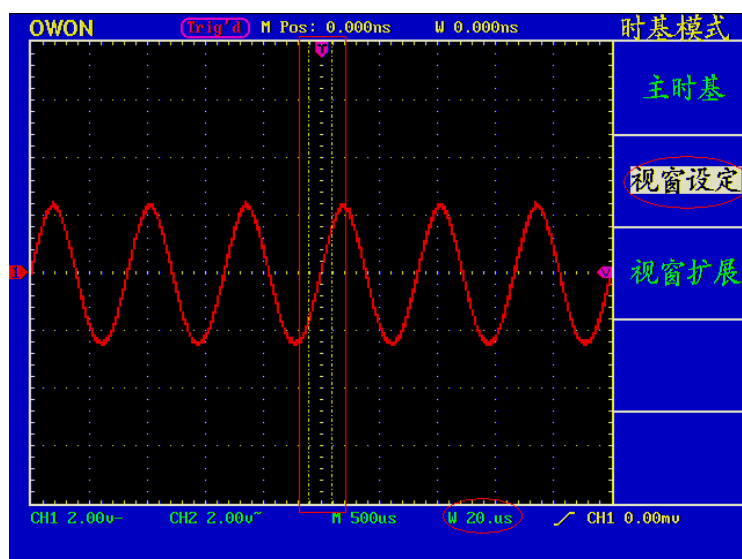 OWON Trig'd M Pos: 0.000ns W 0.000ns 时基模式
T
主时基
视窗设定
1
W
视窗扩展
CH1 2.00v- CH2 2.00v~ M 500us W 20.us CH1 0.00mv